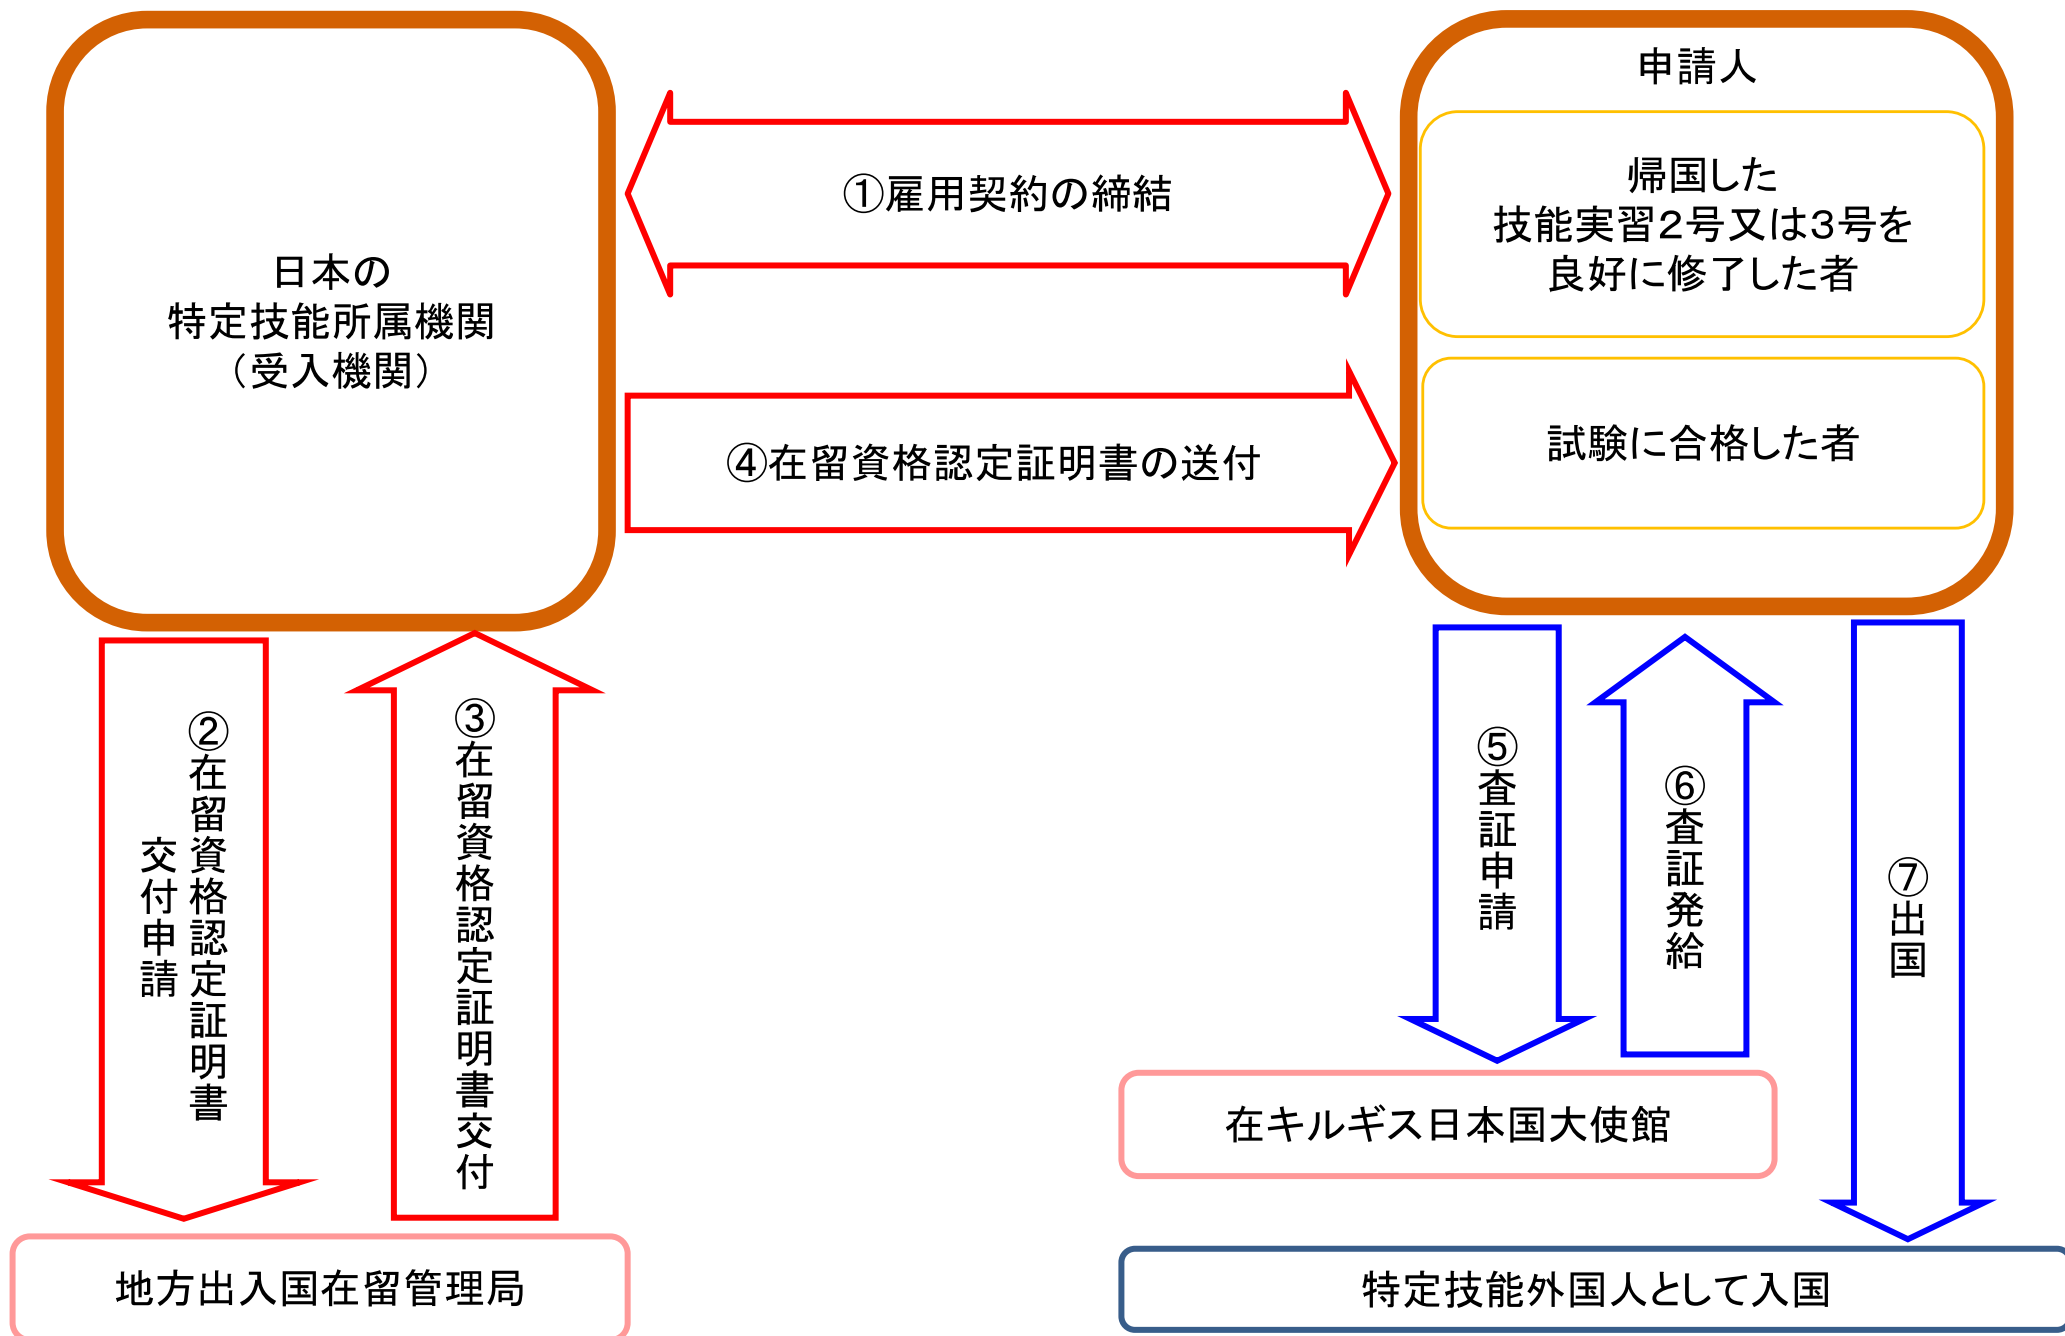 日本の
特定技能所属機関
（受入機関）
①雇用契約の締結
④在留資格認定証明書の送付
申請人
帰国した
技能実習２号又は３号を
良好に修了した者
試験に合格した者
②在留資格認定証明書
交付申請
③在留資格認定証明書交付
⑤査証申請
⑥査証発給
⑦出国
地方出入国在留管理局
在キルギス日本国大使館
特定技能外国人として入国